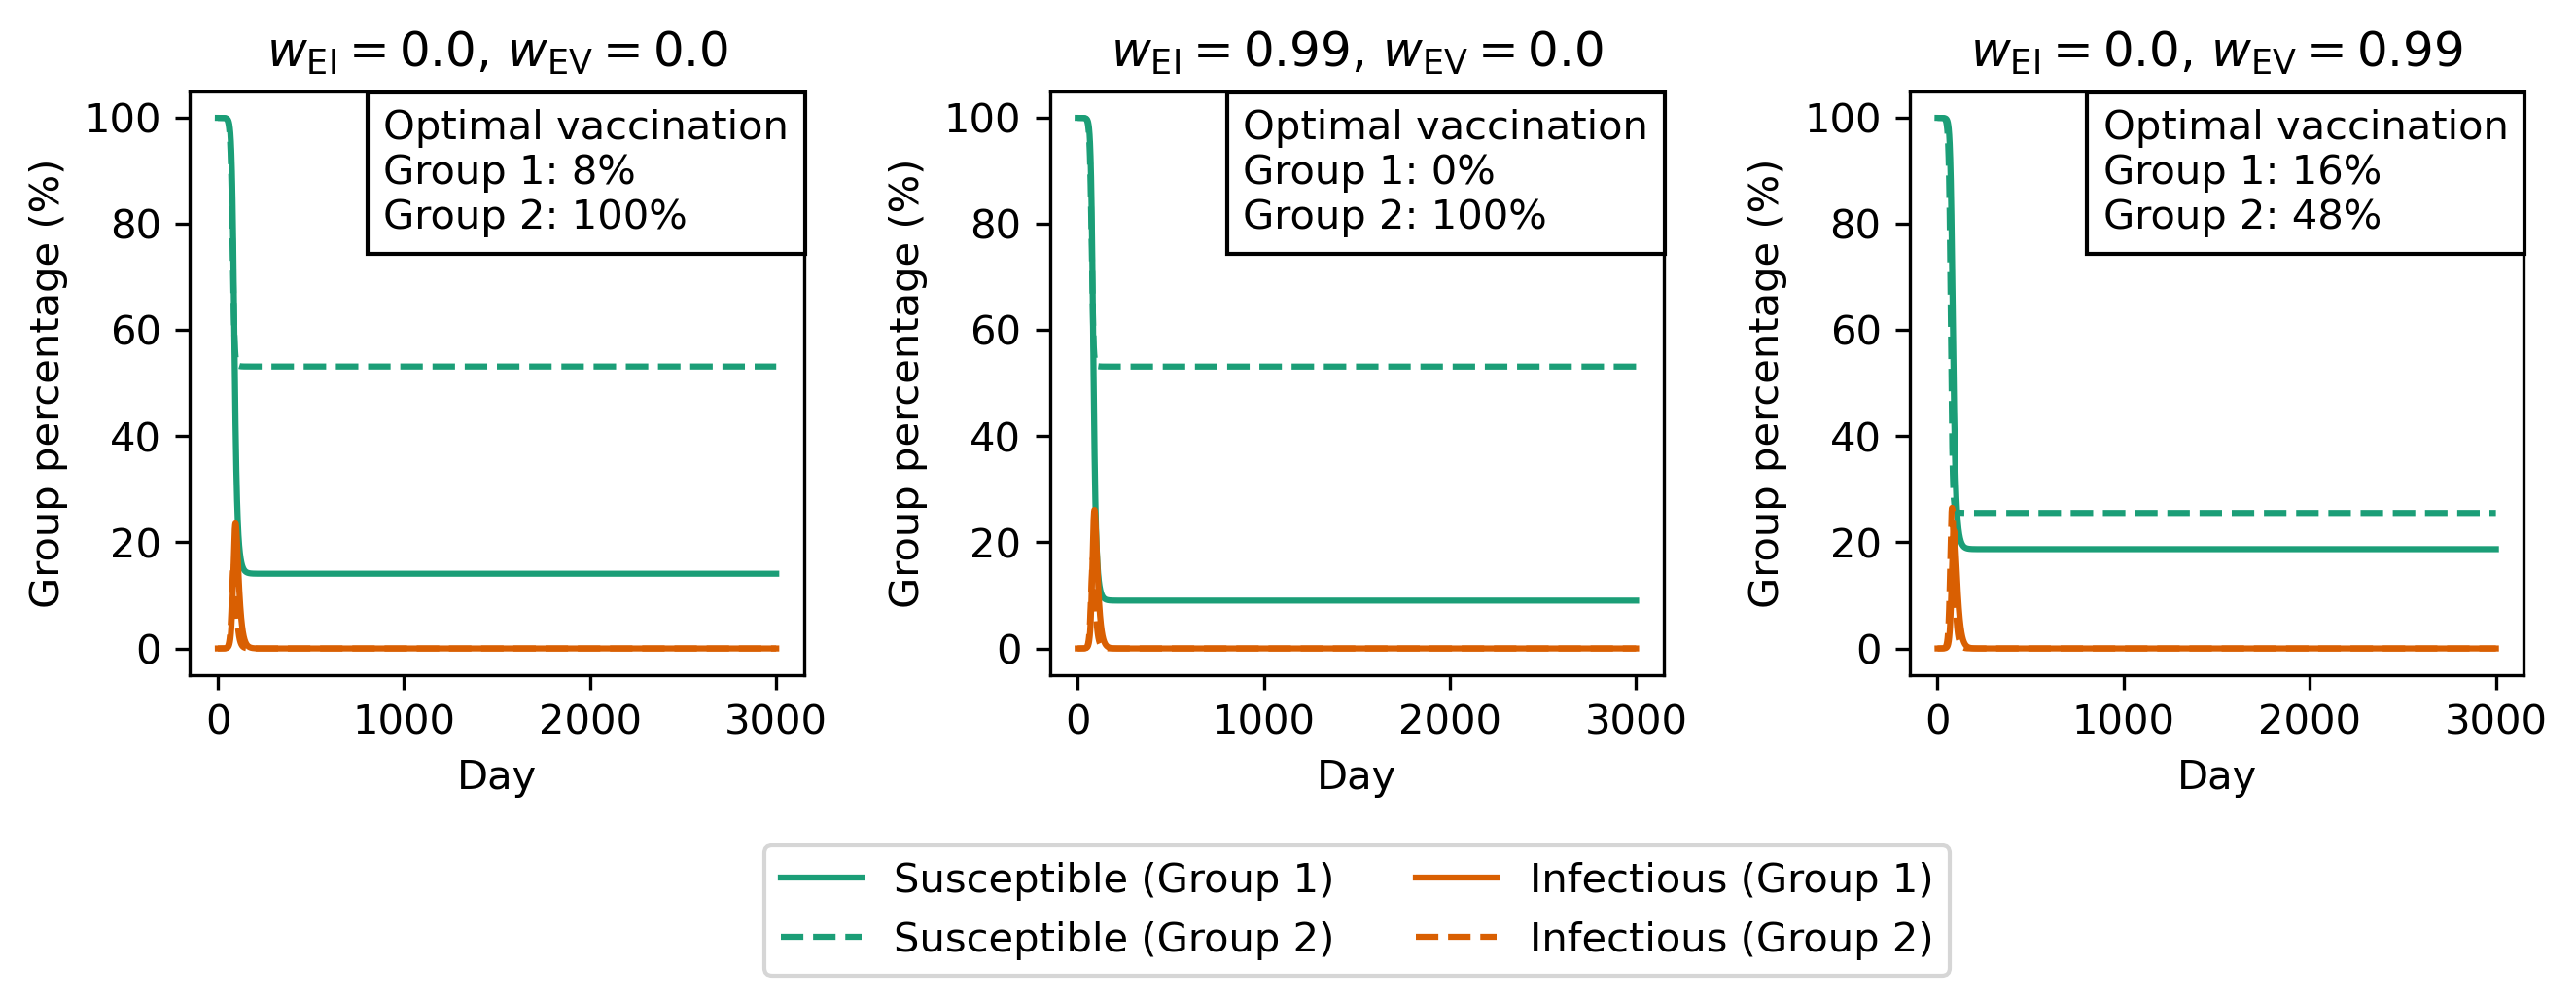 w_EI = 0.0, w_EV = 0.0
Optimal vaccination
Group 1: 8%
Group 2: 100%
Group percentage (%)
100
80
60
40
20
0
0 1000 2000 3000
Day
w_EI = 0.99, w_EV = 0.0
Optimal vaccination
Group 1: 0%
Group 2: 100%
Group percentage (%)
100
80
60
40
20
0
0 1000 2000 3000
Day
w_EI = 0.0, w_EV = 0.99
Optimal vaccination
Group 1: 16%
Group 2: 48%
Group percentage (%)
100
80
60
40
20
0
0 1000 2000 3000
Day
Susceptible (Group 1)
Susceptible (Group 2)
Infectious (Group 1)
Infectious (Group 2)